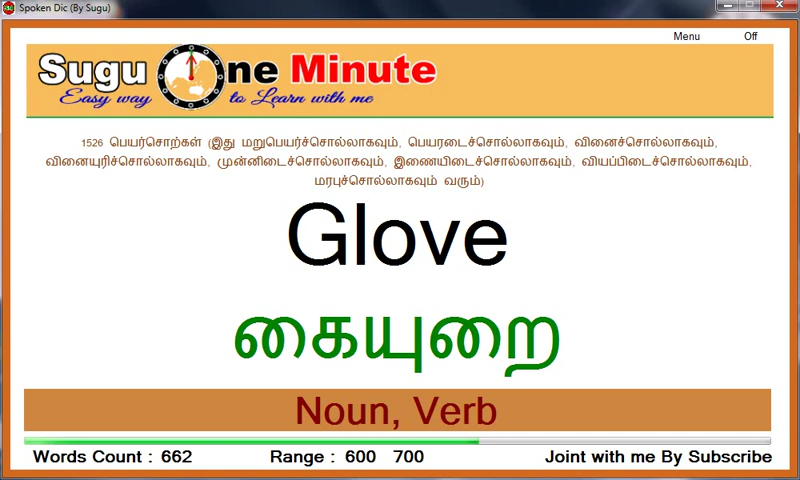 Spoken Dic (By Sugu)
Menu Off
Sugu One Minute
Easy way to Learn with me
1526 பெயர்சொற்கள் (இது மறுபெயர்ச்சொல்லாகவும், பெயரடைச்சொல்லாகவும், வினைச்சொல்லாகவும்,
வினையுரிச்சொல்லாகவும், முன்னிடைச்சொல்லாகவும், இணையிடைச்சொல்லாகவும், வியப்பிடைச்சொல்லாகவும்,
மரபுச்சொல்லாகவும் வரும்)
Glove
கையுறை
Noun, Verb
Words Count : 662 Range : 600 700 Joint with me By Subscribe